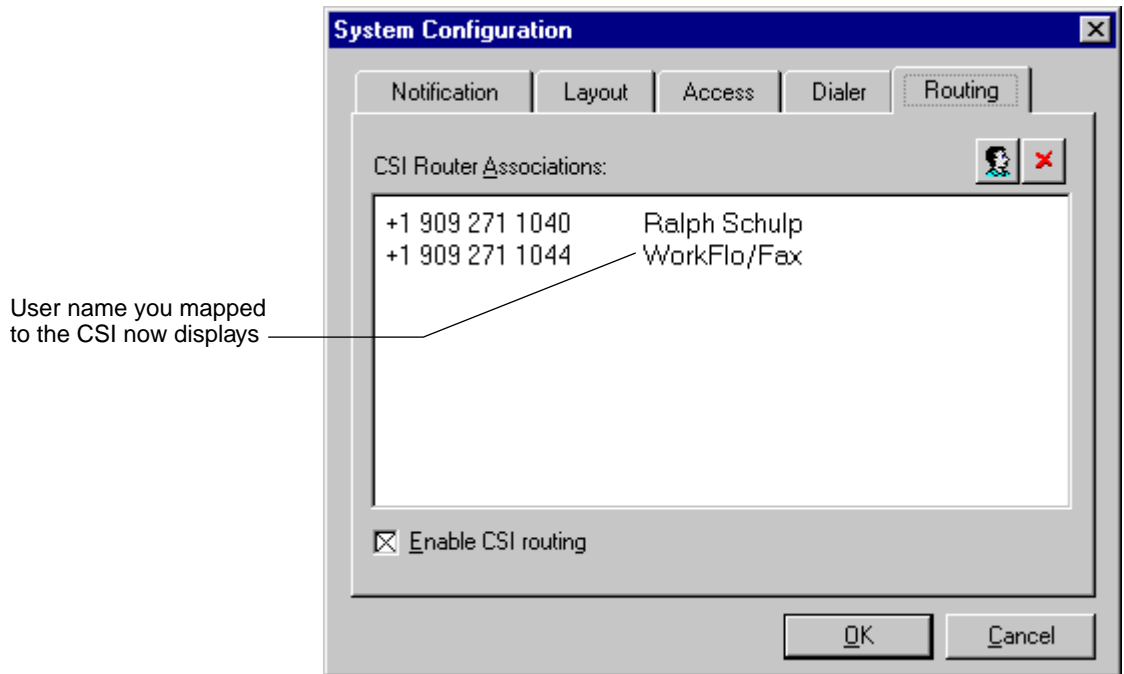 System Configuration
Notification Layout Access Dialer Routing
CSI Router Associations:
+1 909 271 1040 Ralph Schulp
+1 909 271 1044 WorkFlo/Fax
User name you mapped
to the CSI now displays
Enable CSI routing
OK Cancel